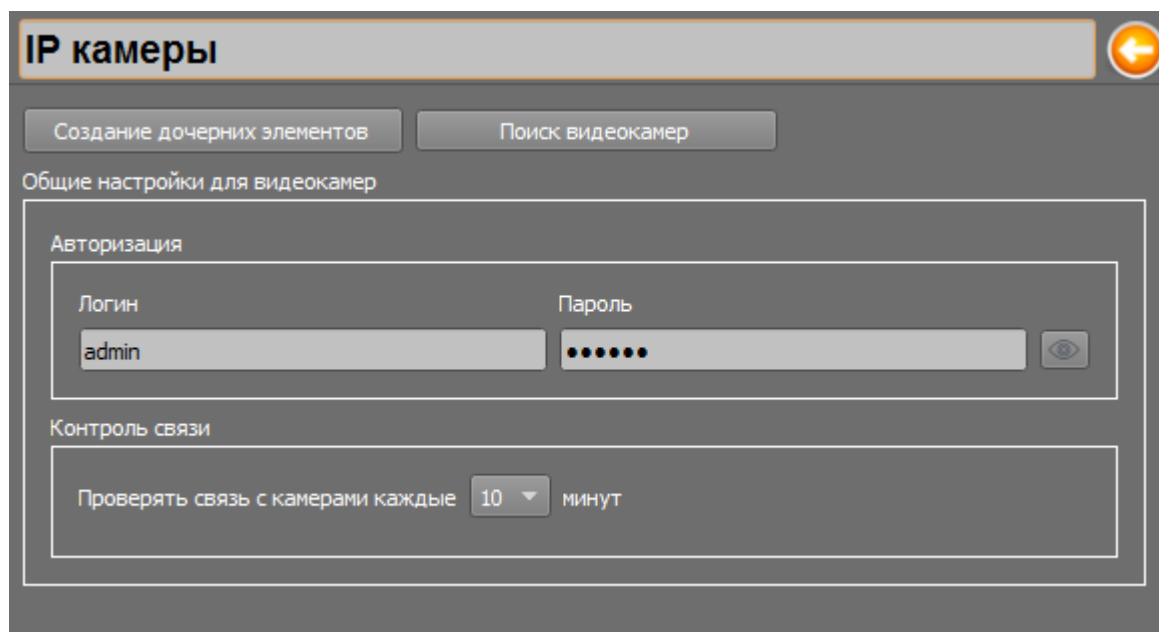 IP камеры
Создание дочерних элементов Поиск видеокамер
Общие настройки для видеокамер
Авторизация
Логин Пароль
admin ••••••
Контроль связи
Проверять связь с камерами каждые 10 минут